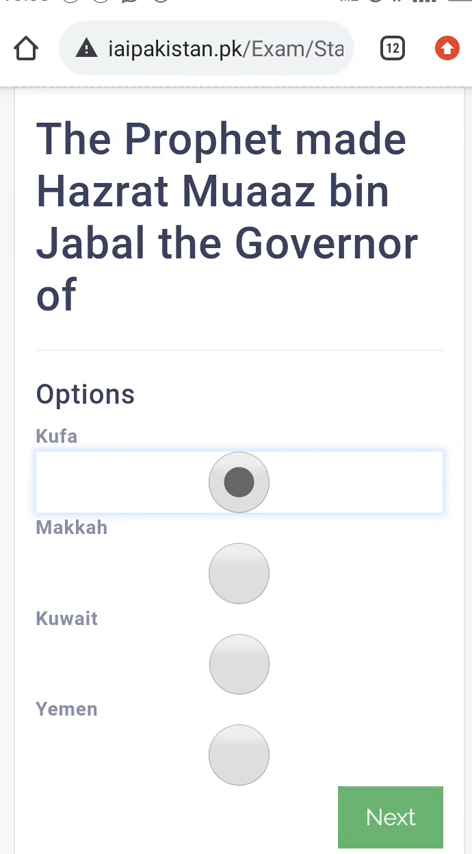 iaipakistan.pk/Exam/Sta
12
The Prophet made
Hazrat Muaaz bin
Jabal the Governor
of
Options
Kufa
Makkah
Kuwait
Yemen
Next